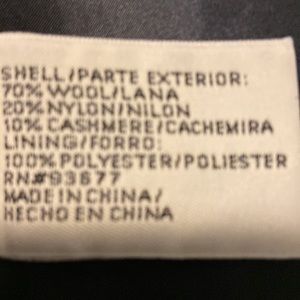 SHELL/PARTE EXTERIOR:
70% WOOL/LANA
20% NYLON/NILON
10% CASHMERE/CACHEMIRA
LINING/FORRO:
100% POLYESTER/POLIESTER
RN#93677
MADE IN CHINA/
HECHO EN CHINA